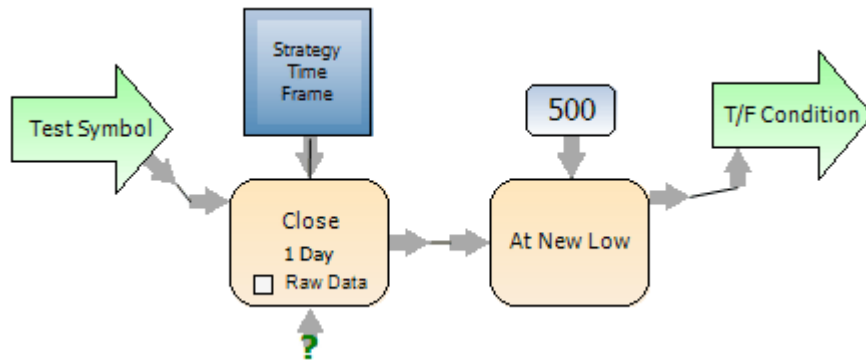 Test Symbol
Strategy
Time
Frame
500
T/F Condition
Close
1 Day
Raw Data
At New Low
?